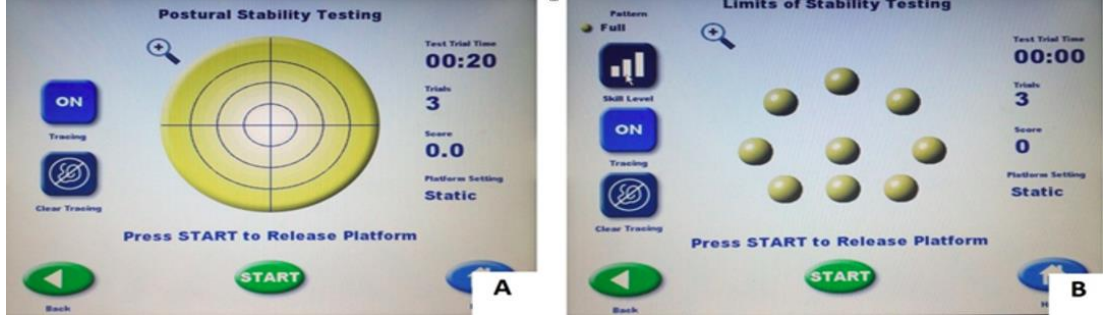 Postural Stability Testing
Test Trial Time
00:20
ON
Trials
3
Tracing
Score
0.0
Platform Setting
Static
Clear Tracing
Press START to Release Platform
START
Back
A
Limits of Stability Testing
Pattern
Full
Test Trial Time
00:00
Skill Level
Trials
3
ON
Score
0
Tracing
Platform Setting
Static
Clear Tracing
Press START to Release Platform
START
Back
B